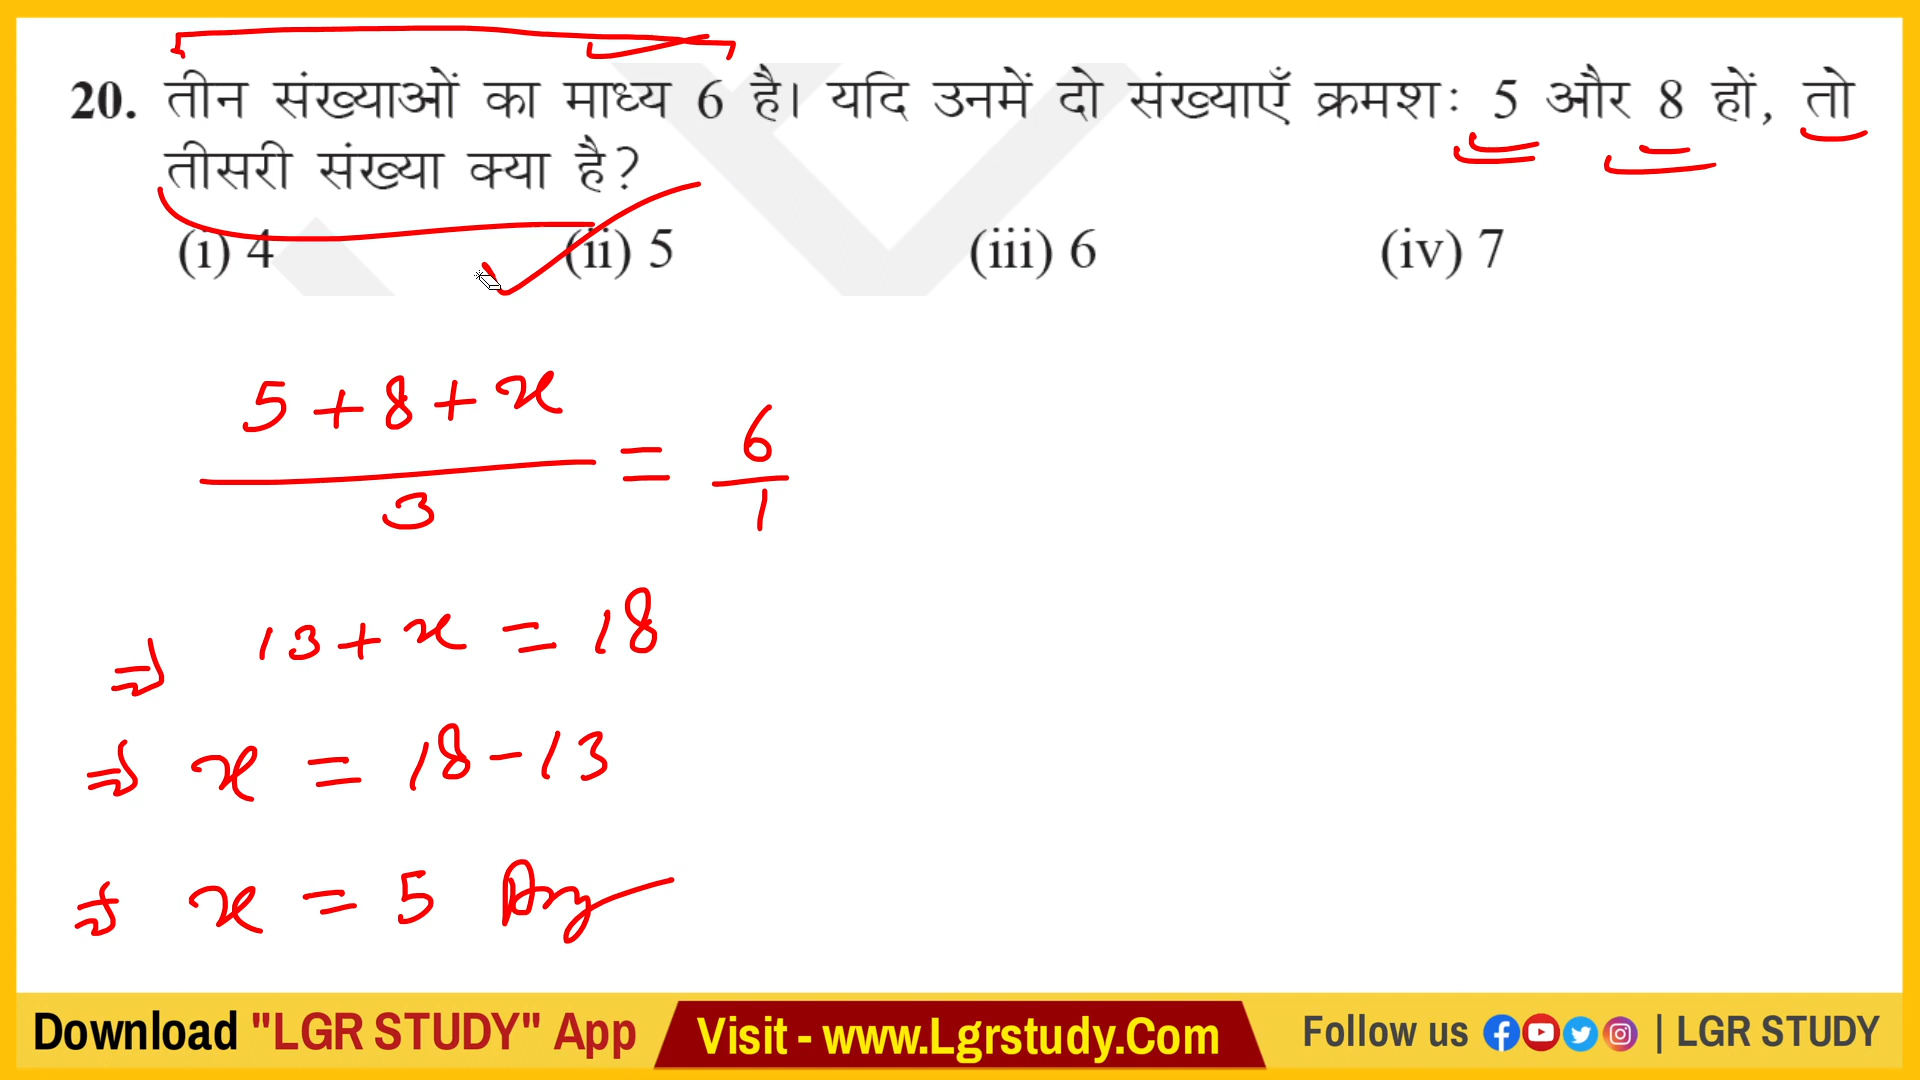 20. तीन संख्याओं का माध्य 6 है। यदि उनमें दो संख्याएँ क्रमशः 5 और 8 हों, तो
तीसरी संख्या क्या है?
(i) 4 (ii) 5 (iii) 6 (iv) 7
5+8+x
3
= 6
1
⇒ 13+x = 18
⇒ x = 18-13
⇒ x = 5 Ans
Download "LGR STUDY" App Visit - www.Lgrstudy.Com Follow us | LGR STUDY